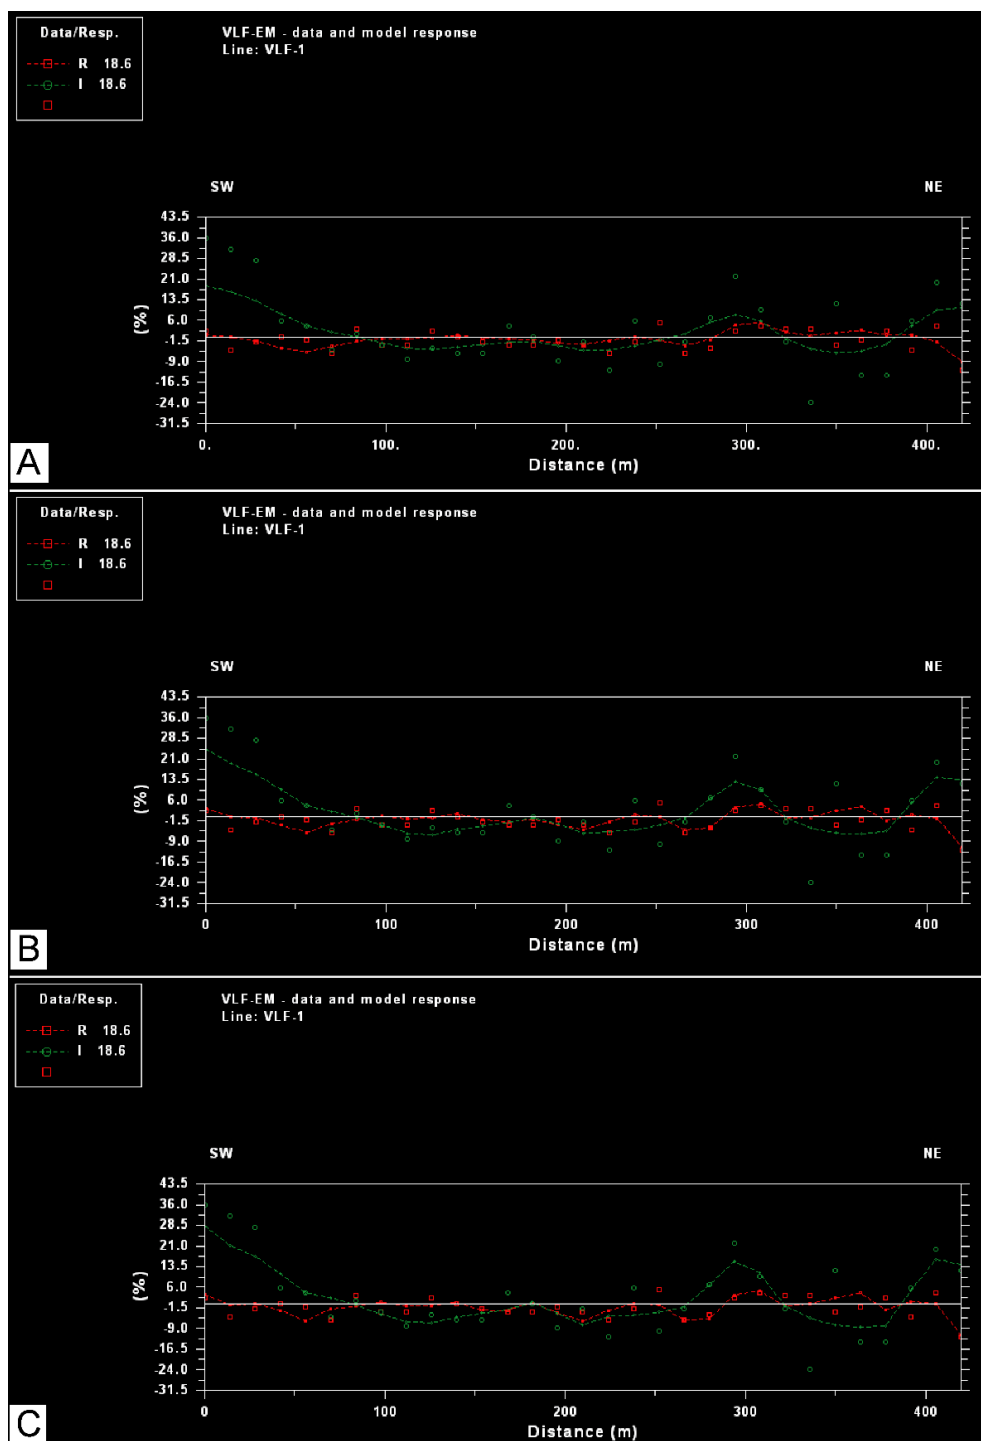 Data/Resp.
R 18.6
I 18.6
VLF-EM - data and model response
Line: VLF-1
SW
NE
43.5
36.0
28.5
21.0
13.5
6.0
-1.5
-9.0
-16.5
-24.0
-31.5
(%)
0. 100. 200. 300. 400.
Distance (m)
A
Data/Resp.
R 18.6
I 18.6
VLF-EM - data and model response
Line: VLF-1
SW
NE
43.5
36.0
28.5
21.0
13.5
6.0
-1.5
-9.0
-16.5
-24.0
-31.5
(%)
0 100 200 300 400
Distance (m)
B
Data/Resp.
R 18.6
I 18.6
VLF-EM - data and model response
Line: VLF-1
SW
NE
43.5
36.0
28.5
21.0
13.5
6.0
-1.5
-9.0
-16.5
-24.0
-31.5
(%)
0 100 200 300 400
Distance (m)
C